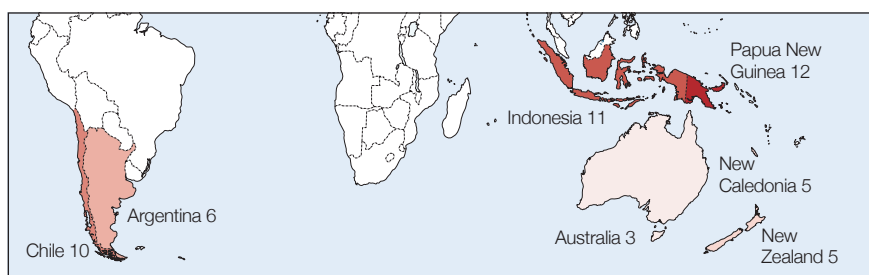 Papua New
Guinea 12
Indonesia 11
New
Caledonia 5
Argentina 6
Australia 3
New
Zealand 5
Chile 10